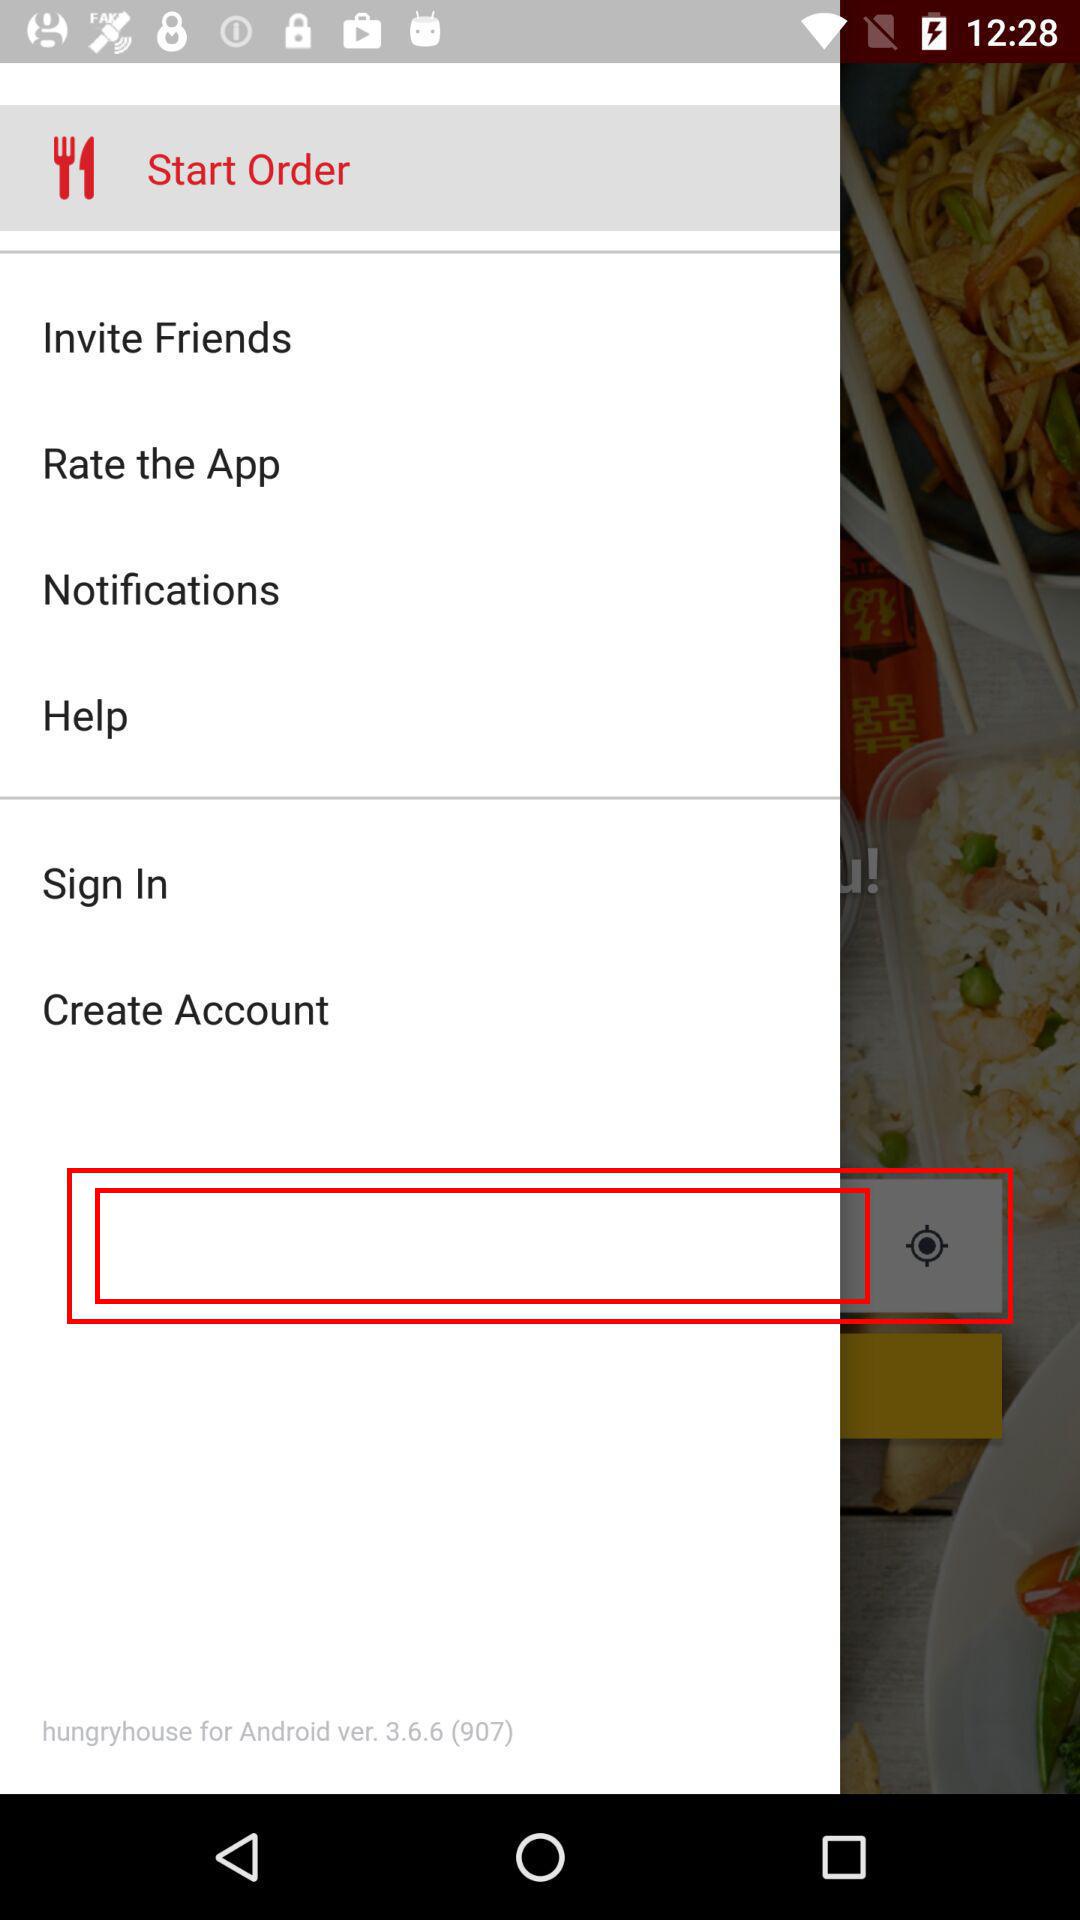 FAKE
12:28
Start Order
Invite Friends
Rate the App
Notifications
Help
u!
Sign In
Create Account
hungryhouse for Android ver. 3.6.6 (907)